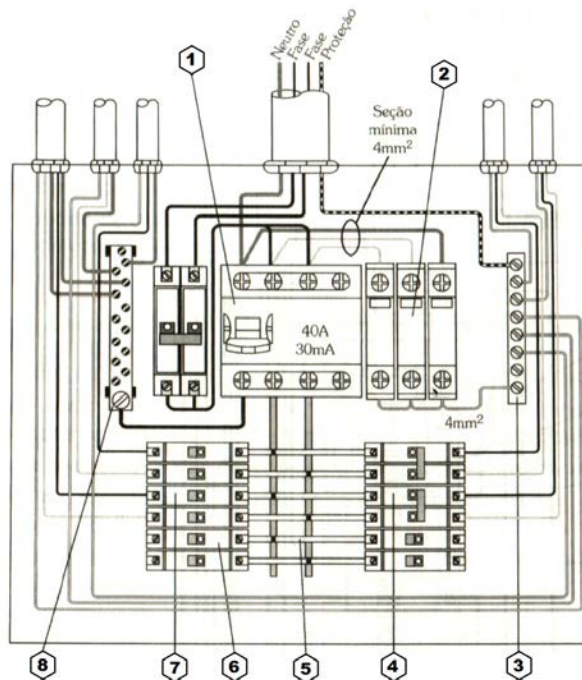 Neutro
Fase
Fase
Proteção
1
2
Seção
mínima
4mm²
40A
30mA
4mm²
8
7
6
5
4
3